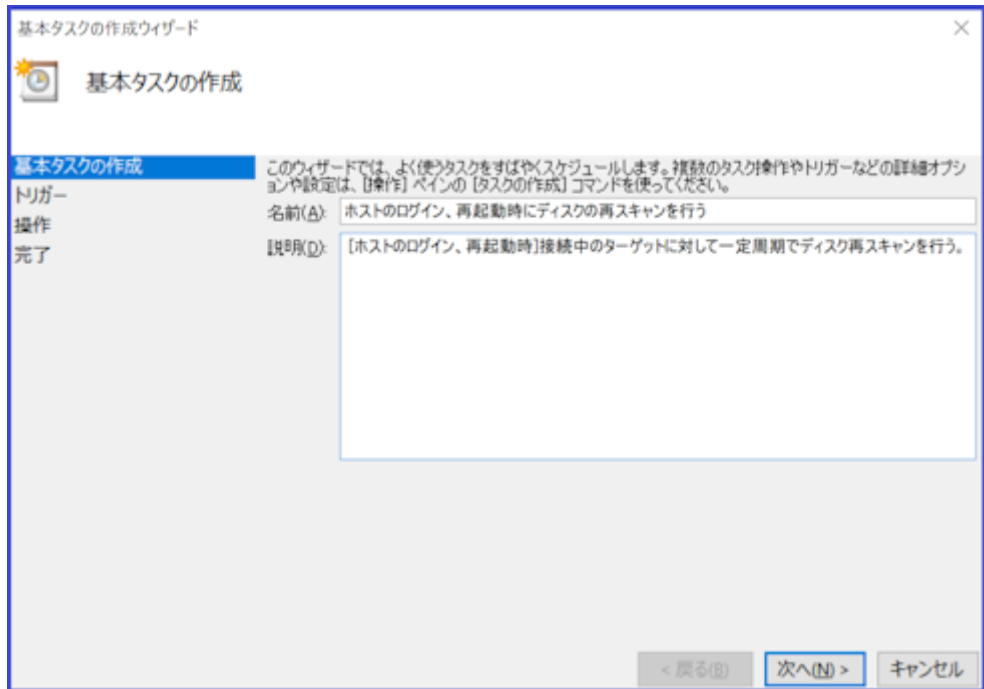 基本タスクの作成ウィザード
基本タスクの作成
基本タスクの作成
トリガー
操作
完了
このウィザードでは、よく使うタスクをすばやくスケジュールします。複数のタスク操作やトリガーなどの詳細オプシ
ョンや設定は、[操作] ペインの [タスクの作成] コマンドを使ってください。
名前(A): ホストのログイン、再起動時にディスクの再スキャンを行う
説明(D): [ホストのログイン、再起動時]接続中のターゲットに対して一定周期でディスク再スキャンを行う。
< 戻る(B) 次へ(N) > キャンセル